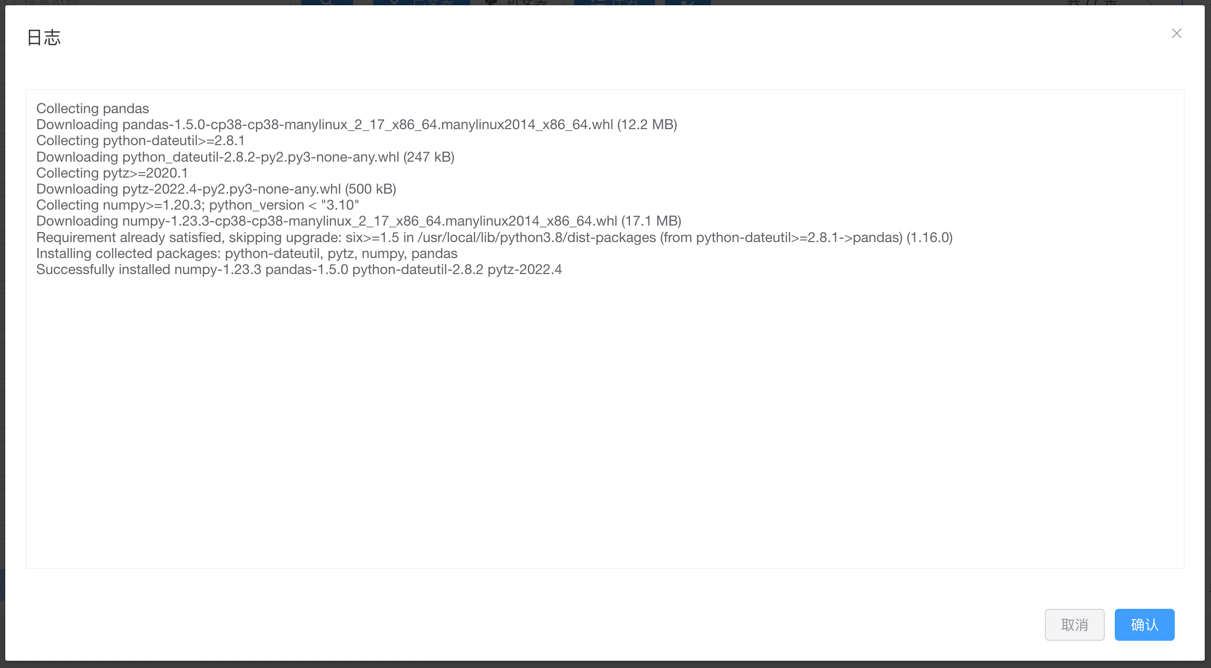 日志
Collecting pandas
Downloading pandas-1.5.0-cp38-cp38-manylinux_2_17_x86_64.manylinux2014_x86_64.whl (12.2 MB)
Collecting python-dateutil>=2.8.1
Downloading python_dateutil-2.8.2-py2.py3-none-any.whl (247 kB)
Collecting pytz>=2020.1
Downloading pytz-2022.4-py2.py3-none-any.whl (500 kB)
Collecting numpy>=1.20.3; python_version < "3.10"
Downloading numpy-1.23.3-cp38-cp38-manylinux_2_17_x86_64.manylinux2014_x86_64.whl (17.1 MB)
Requirement already satisfied, skipping upgrade: six>=1.5 in /usr/local/lib/python3.8/dist-packages (from python-dateutil>=2.8.1->pandas) (1.16.0)
Installing collected packages: python-dateutil, pytz, numpy, pandas
Successfully installed numpy-1.23.3 pandas-1.5.0 python-dateutil-2.8.2 pytz-2022.4
取消 确认